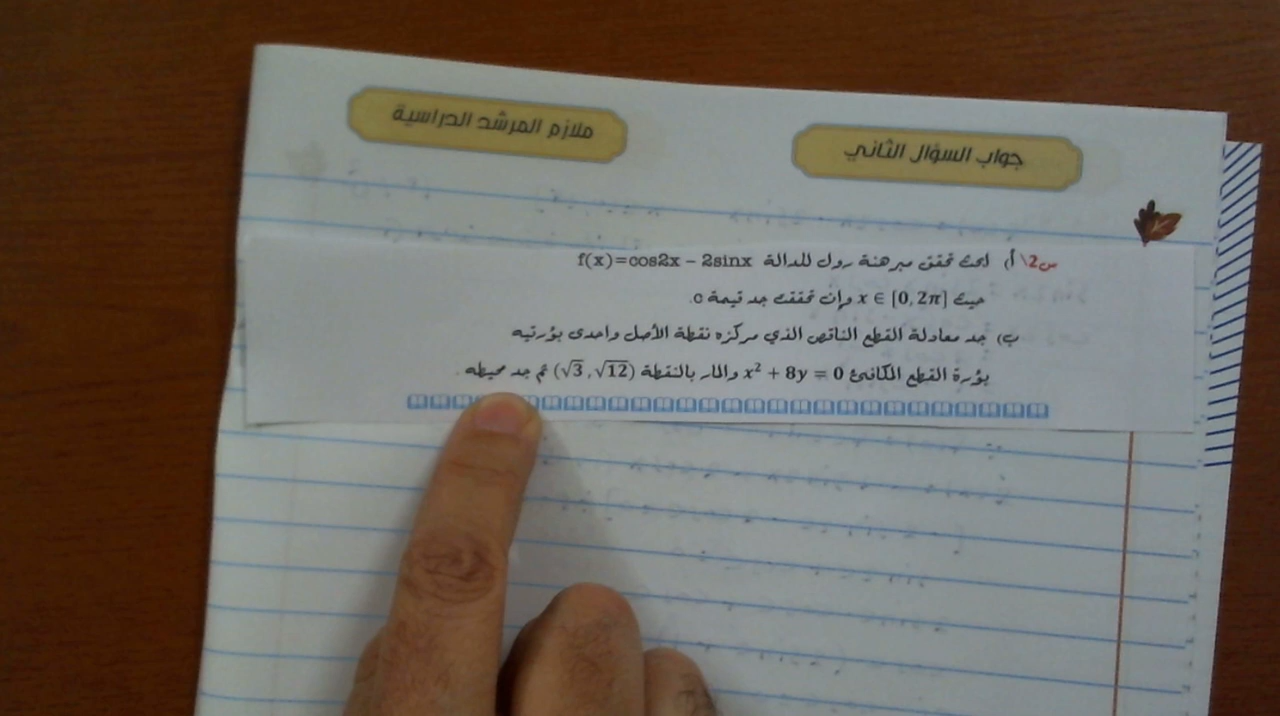 جواب السؤال الثاني
ملازم المرشد الدراسية
س2\ أ) ابحث تحقق مبرهنة رول للدالة f(x)=cos2x − 2sinx
حيث x ∈ [0, 2π] وإن تحققت جد قيمة c.
ب) جد معادلة القطع الناقص الذي مركزه نقطة الأصل واحدى بؤرتيه
بؤرة القطع المكافئ x² + 8y = 0 والمار بالنقطة (√3 , √12) ثم جد محيطه .